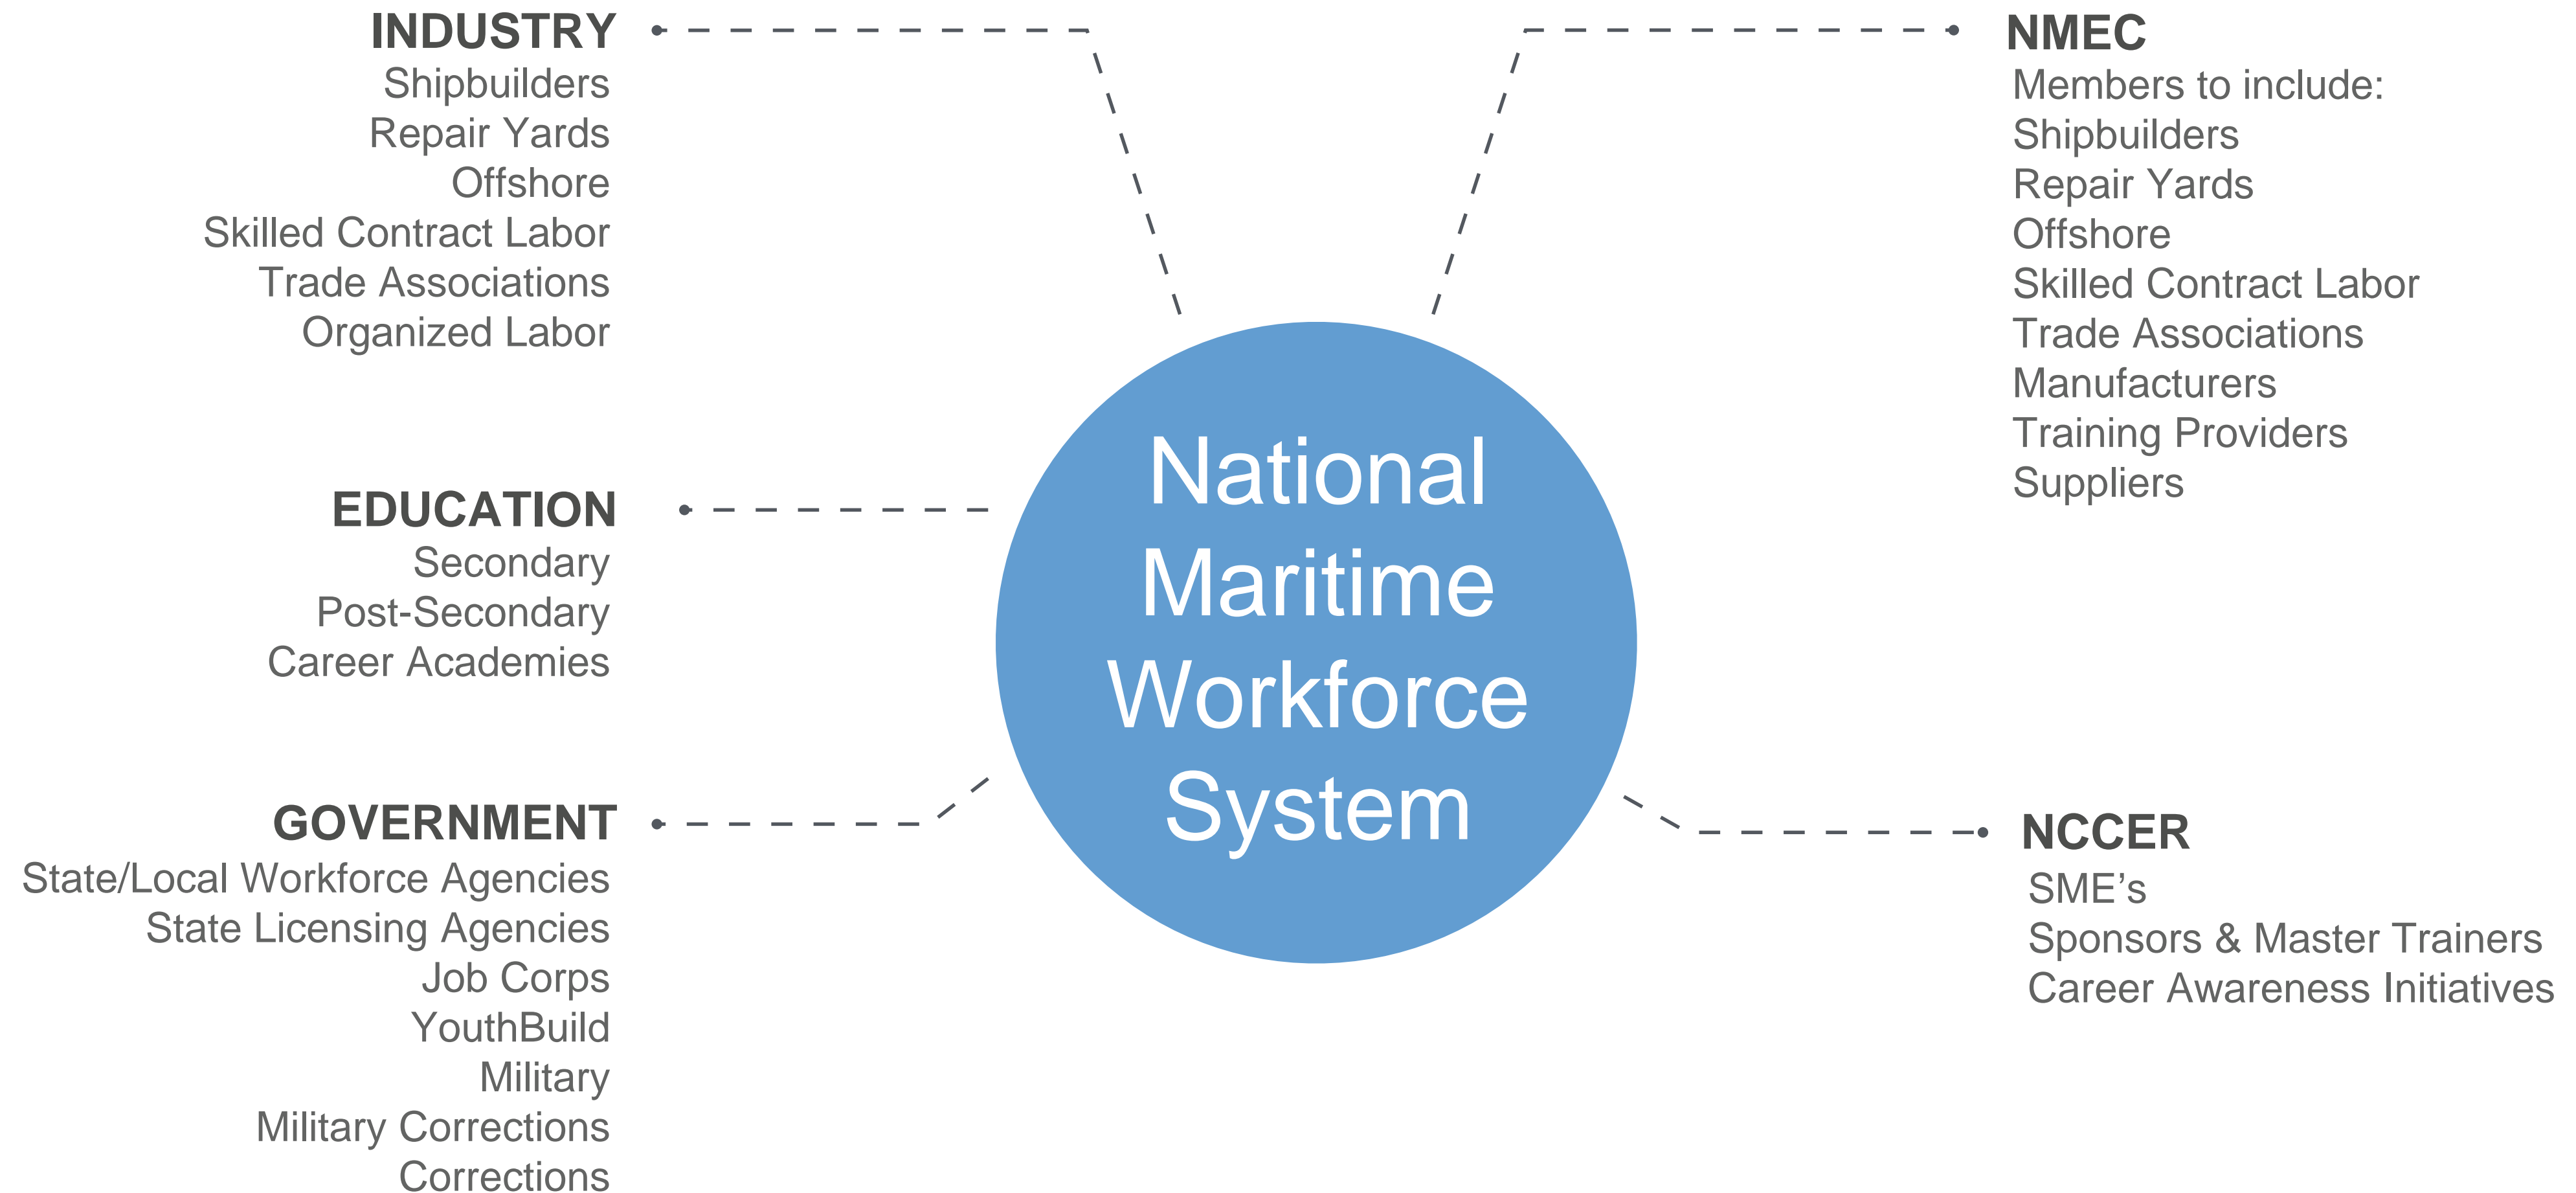 INDUSTRY
Shipbuilders
Repair Yards
Offshore
Skilled Contract Labor
Trade Associations
Organized Labor
EDUCATION
Secondary
Post-Secondary
Career Academies
GOVERNMENT
State/Local Workforce Agencies
State Licensing Agencies
Job Corps
YouthBuild
Military
Military Corrections
Corrections
National
Maritime
Workforce
System
NMEC
Members to include:
Shipbuilders
Repair Yards
Offshore
Skilled Contract Labor
Trade Associations
Manufacturers
Training Providers
Suppliers
NCCER
SME’s
Sponsors & Master Trainers
Career Awareness Initiatives